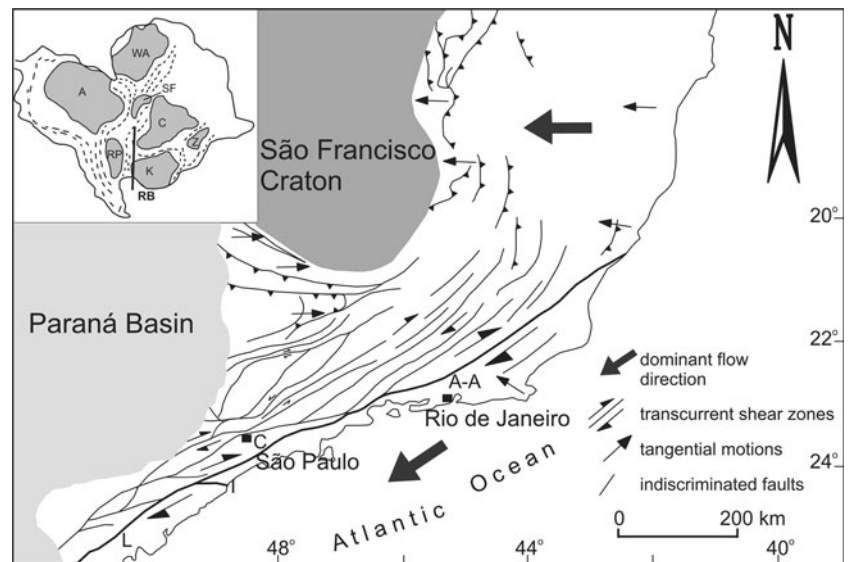 WA
A
SF
C
Z
RP
K
RB
São Francisco
Craton
N
20°
Paraná Basin
22°
dominant flow
direction
A-A
Rio de Janeiro
transcurrent shear zones
C
São Paulo
tangential motions
24°
I
Atlantic Ocean
indiscriminated faults
0 200 km
L
48° 44° 40°